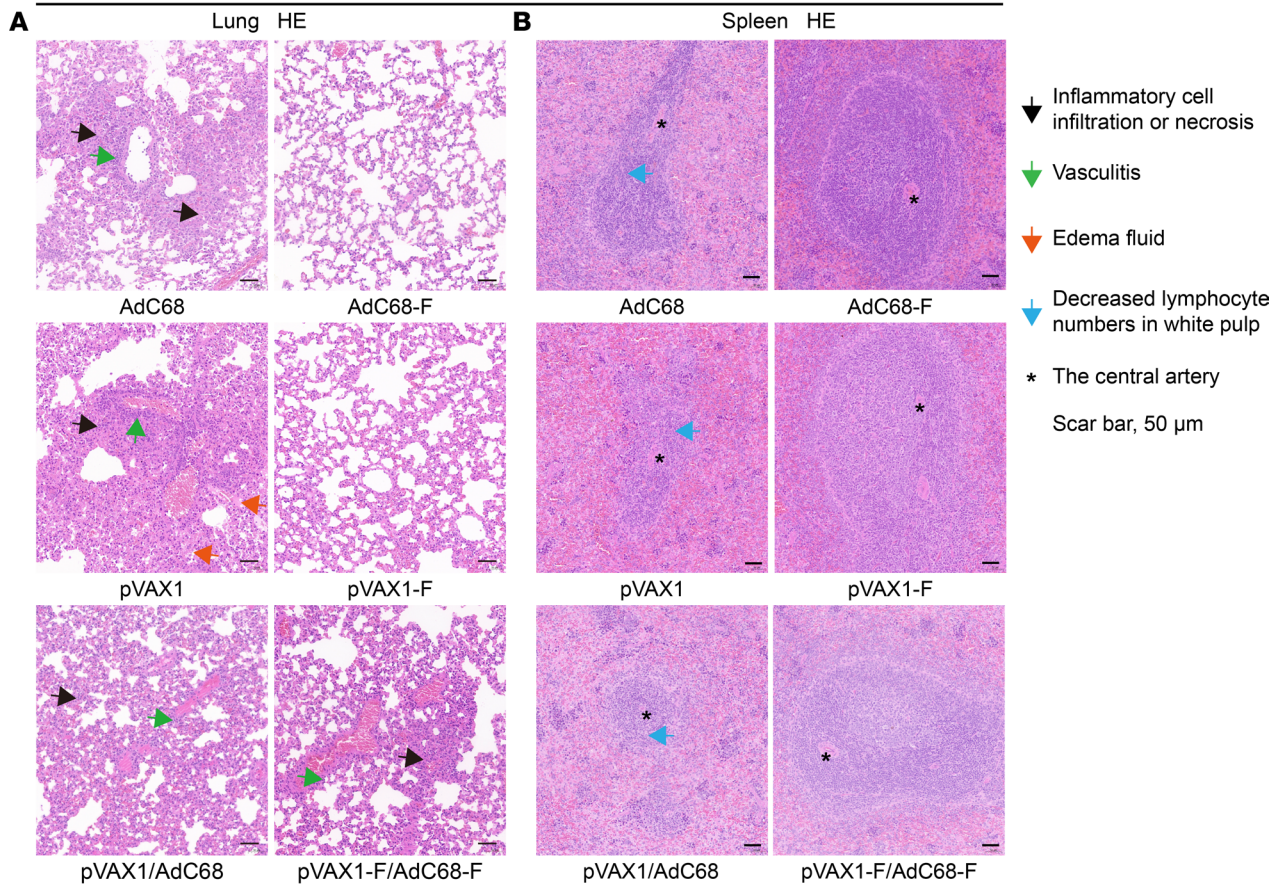 A Lung HE B Spleen HE
AdC68 AdC68-F AdC68 AdC68-F
pVAX1 pVAX1-F pVAX1 pVAX1-F
pVAX1/AdC68 pVAX1-F/AdC68-F pVAX1/AdC68 pVAX1-F/AdC68-F
Inflammatory cell
infiltration or necrosis
Vasculitis
Edema fluid
Decreased lymphocyte
numbers in white pulp
* The central artery
Scar bar, 50 µm